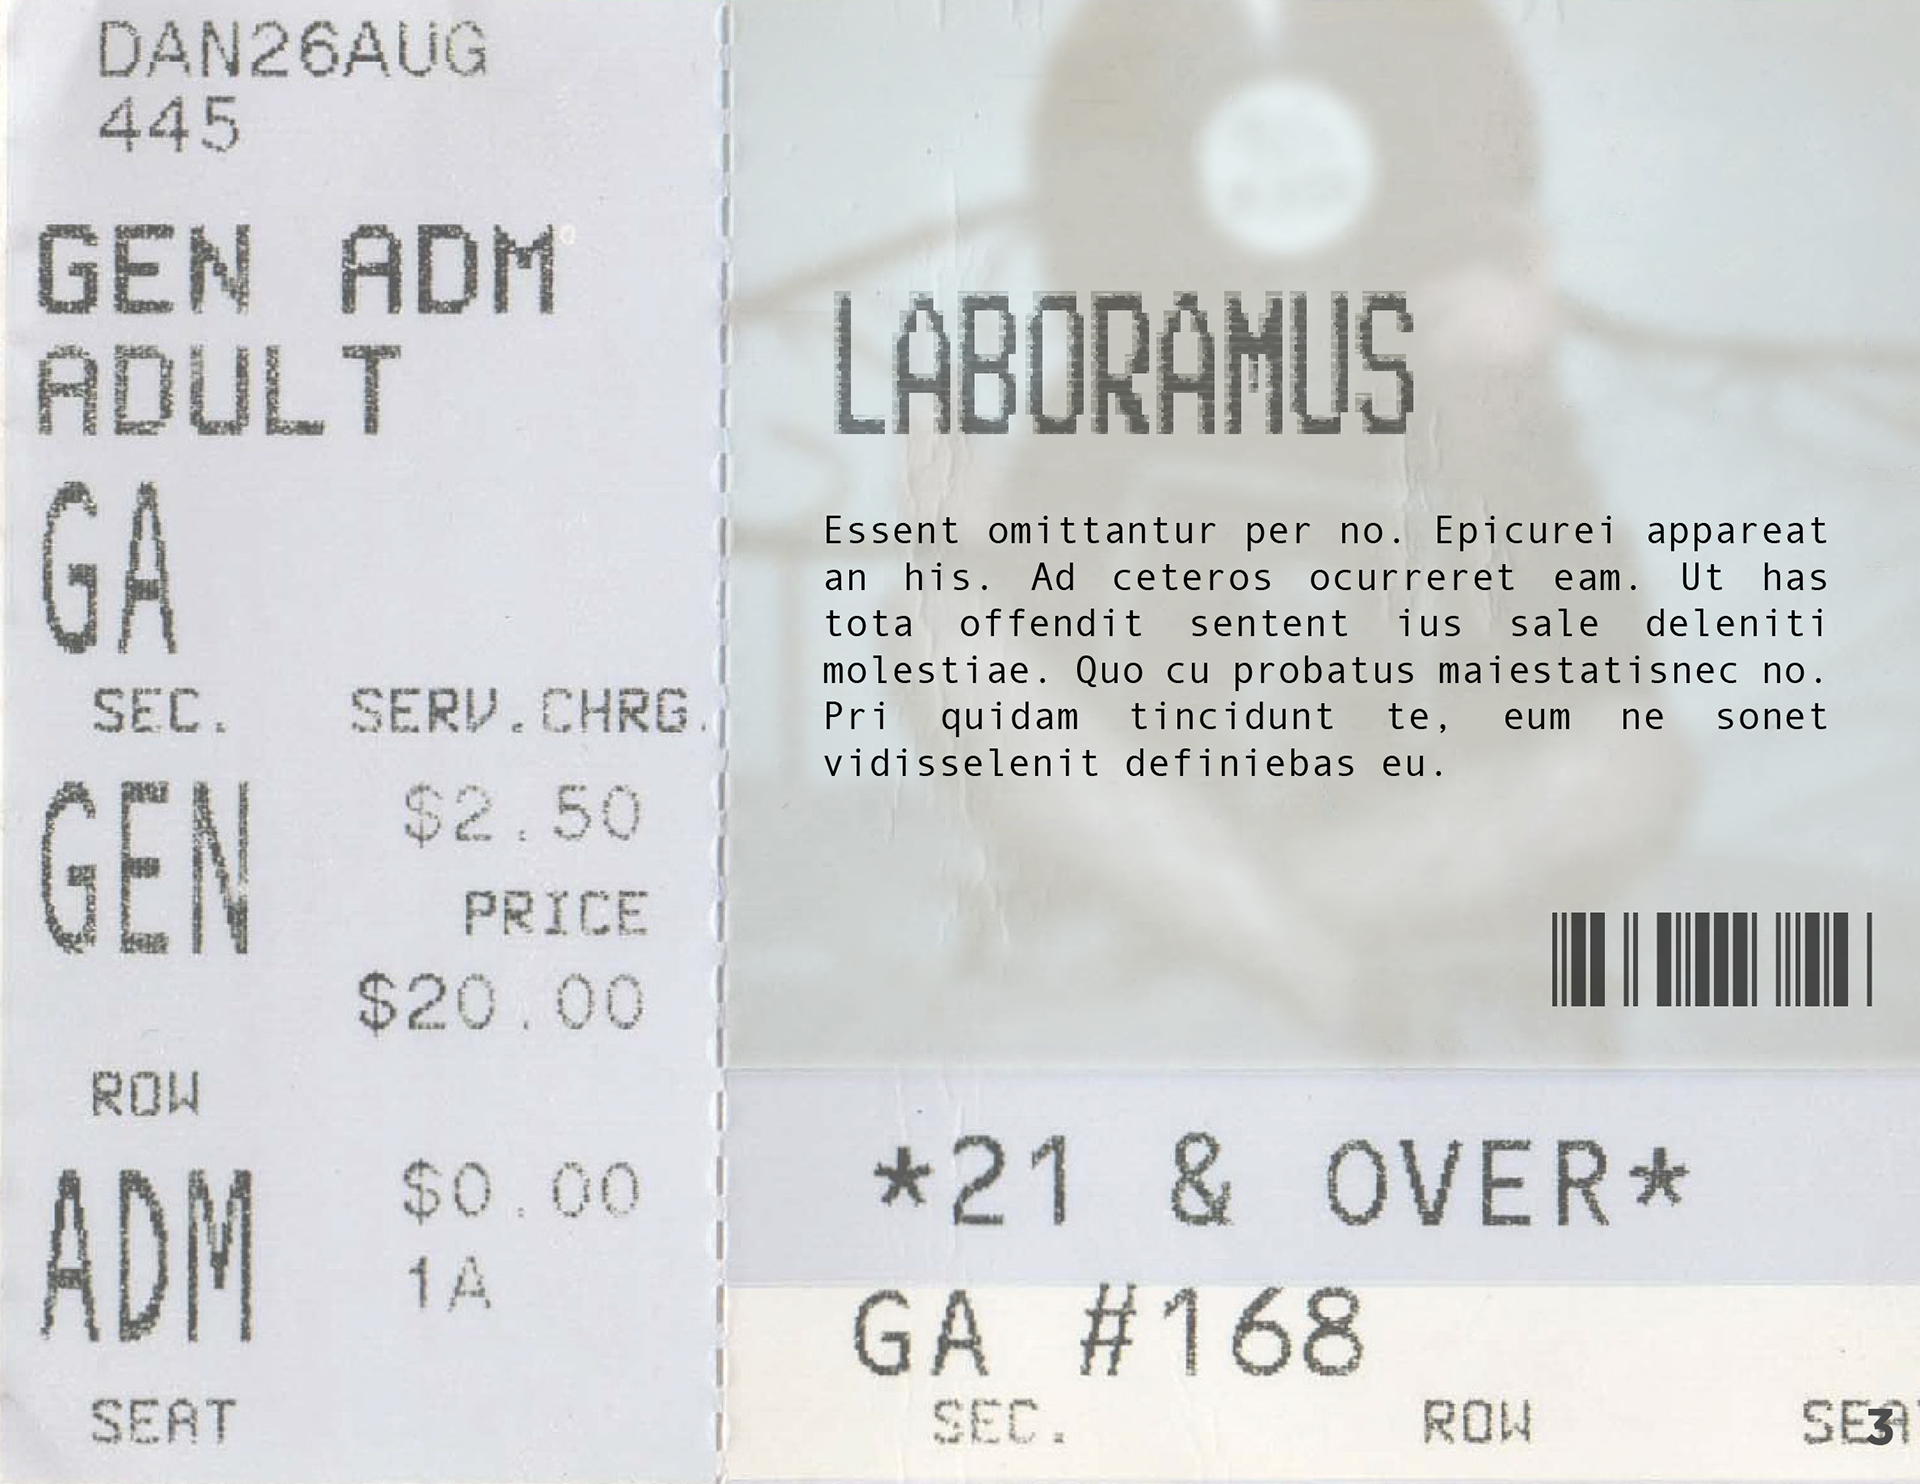 DAN26AUG
445
GEN ADM
ADULT
GA
SEC. SERV.CHRG.
GEN
$2.50
PRICE
$20.00
ROW
ADM
$0.00
1A
SEAT
LABORAMUS
Essent omittantur per no. Epicurei appareat
an his. Ad ceteros ocurreret eam. Ut has
tota offendit sentent ius sale deleniti
molestiae. Quo cu probatus maiestatisnec no.
Pri quidam tincidunt te, eum ne sonet
vidisselenit definiebas eu.
*21 & OVER*
GA #168
SEC. ROW
3